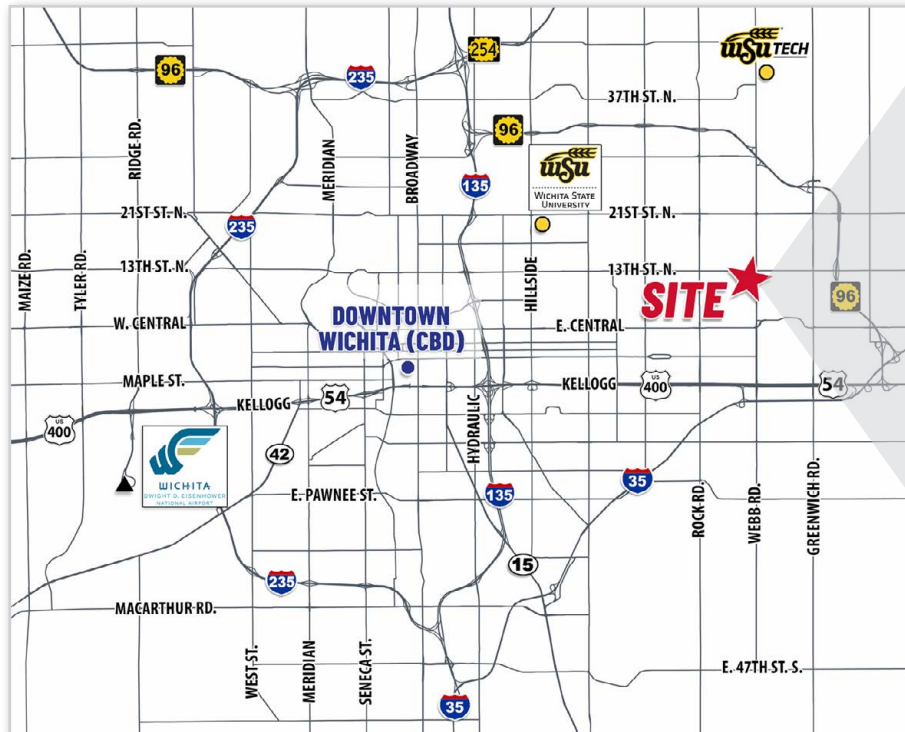 WSU TECH
254
96
235
37TH ST. N.
96
RIDGE RD.
MERIDIAN
BROADWAY
WSU
WICHITA STATE
UNIVERSITY
135
21ST ST. N.
21ST ST. N.
235
MAIZE RD.
TYLER RD.
13TH ST. N.
HILLSIDE
13TH ST. N.
SITE
96
W. CENTRAL
DOWNTOWN
WICHITA (CBD)
E. CENTRAL
MAPLE ST.
KELLOGG
US
400
54
KELLOGG
54
US
400
HYDRAULIC
42
WICHITA
DWIGHT D. EISENHOWER
NATIONAL AIRPORT
E. PAWNEE ST.
135
35
ROCK RD.
WEBB RD.
GREENWICH RD.
15
235
MACARTHUR RD.
WEST ST.
MERIDIAN
SENECA ST.
E. 47TH ST. S.
35